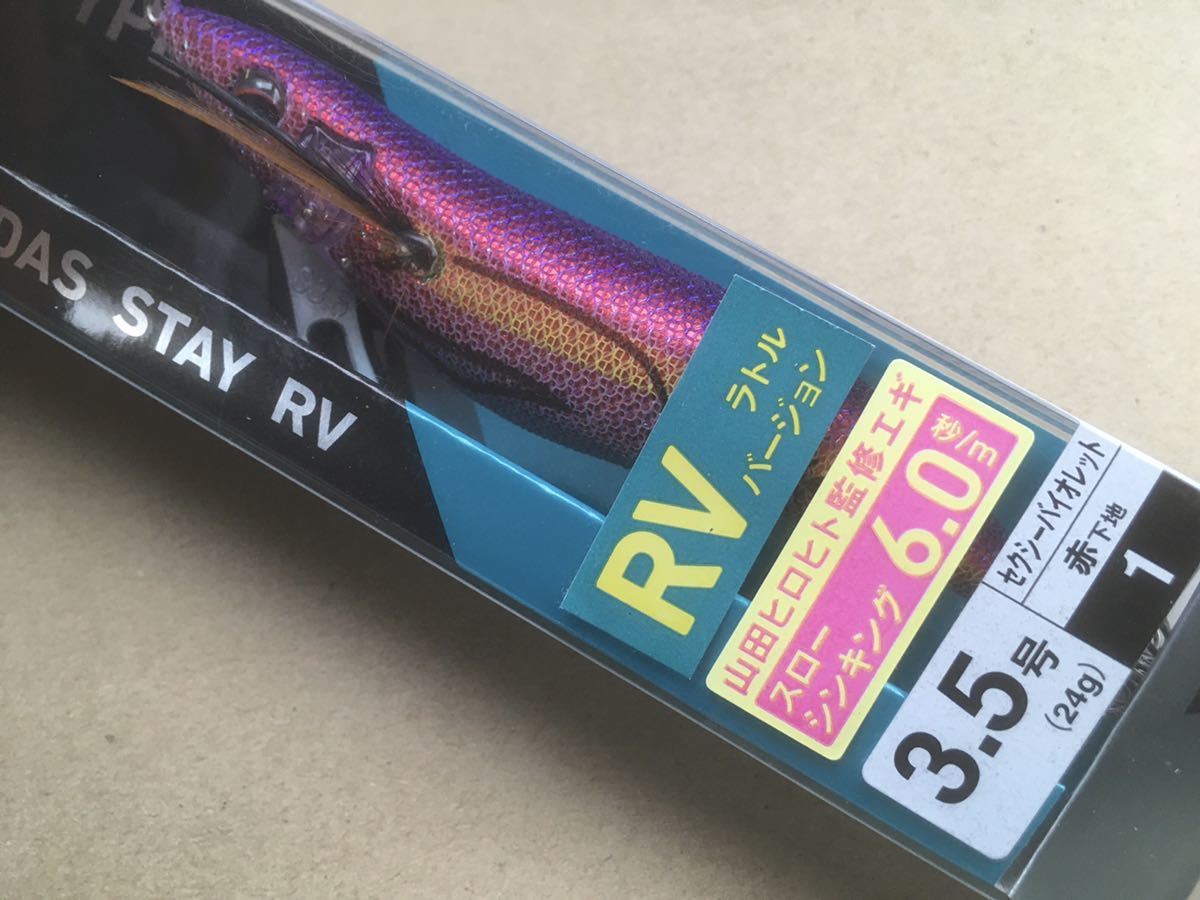 DAS STAY RV
RV
ラトル
バージョン
山田ヒロヒト監修エギ
スロー
シンキング
6.0
秒/ヨ
セクシーバイオレット
赤下地
1
3.5号
(24g)